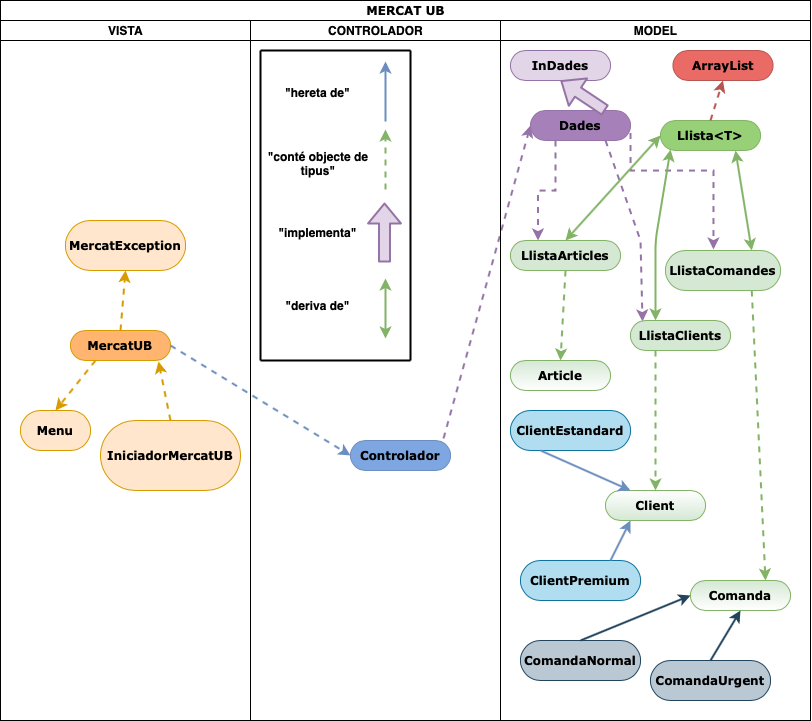 MERCAT UB
VISTA
CONTROLADOR
MODEL
MercatException
MercatUB
Menu
IniciadorMercatUB
"hereta de"
"conté objecte de
tipus"
"implementa"
"deriva de"
Controlador
InDades
ArrayList
Dades
Llista<T>
LlistaArticles
LlistaComandes
LlistaClients
Article
ClientEstandard
Client
ClientPremium
Comanda
ComandaNormal
ComandaUrgent